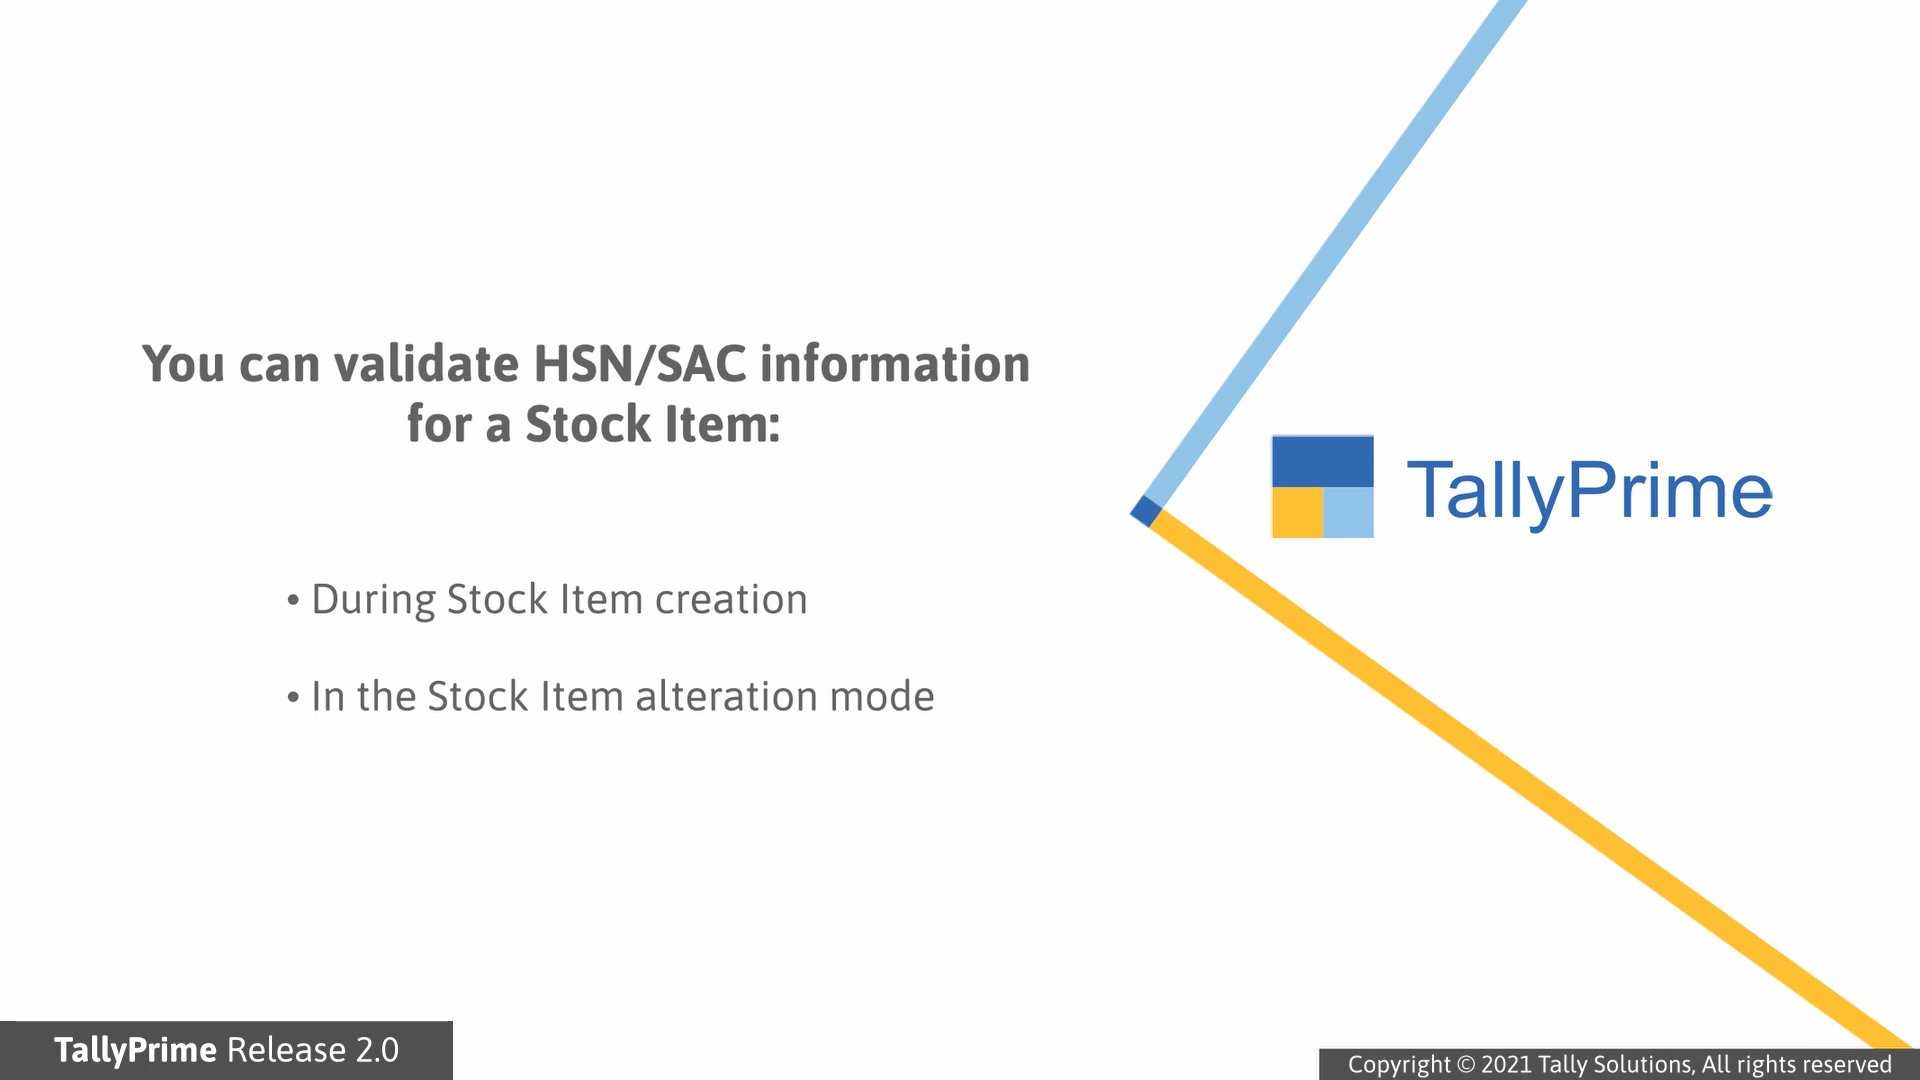 You can validate HSN/SAC information
for a Stock Item:
• During Stock Item creation
• In the Stock Item alteration mode
TallyPrime
TallyPrime Release 2.0
Copyright © 2021 Tally Solutions, All rights reserved